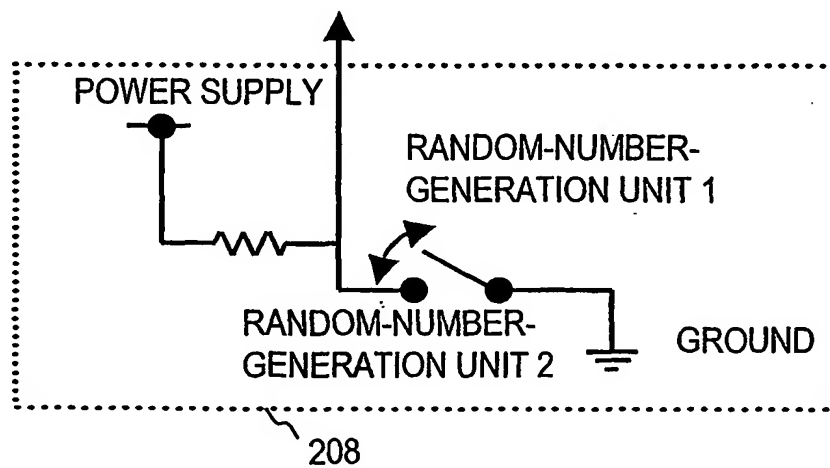 POWER SUPPLY
RANDOM-NUMBER-
GENERATION UNIT 1
RANDOM-NUMBER-
GENERATION UNIT 2
GROUND
208